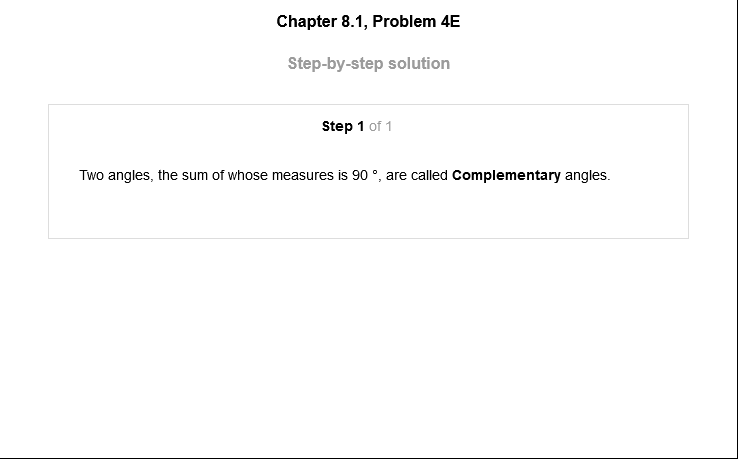 Chapter 8.1, Problem 4E
Step-by-step solution
Step 1 of 1
Two angles, the sum of whose measures is 90 °, are called Complementary angles.